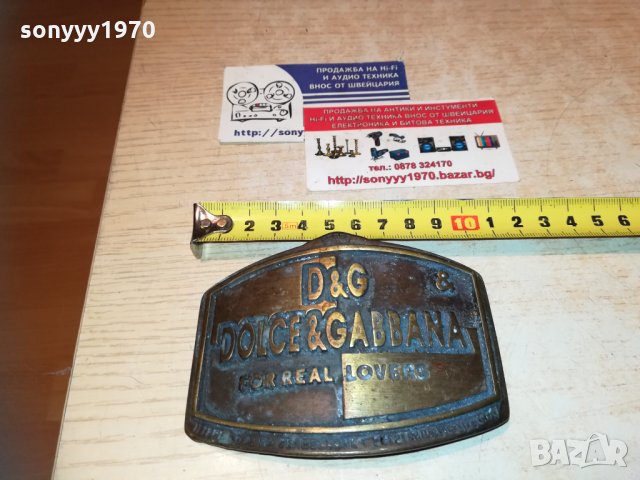 sonyyy1970
ПРОДАЖБА НА Hi-Fi
И АУДИО ТЕХНИКА
ВНОС ОТ ШВЕЙЦАРИЯ
http://sony
ПРОДАЖБА НА АНТИКИ И ИНСТУМЕНТИ
Hi-Fi И АУДИО ТЕХНИКА ВНОС ОТ ШВЕЙЦАРИЯ
ЕЛЕКТРОНИКА И БИТОВА ТЕХНИКА
тел.: 0878 324170
http://sonyyy1970.bazar.bg/
2 3 5m 4 5 6 7 8 9 10 1 2 3 4 5 6
D&G &
DOLCE&GABBANA
FOR REAL LOVERS
BAZAR